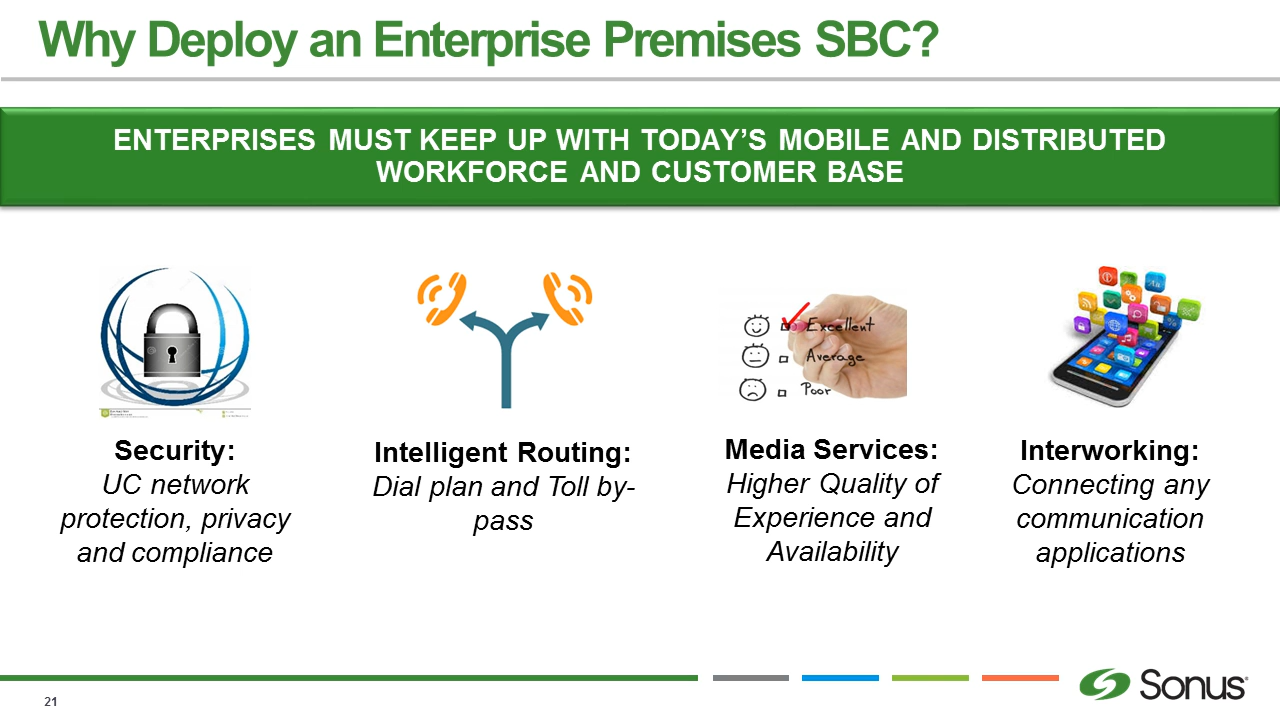 Why Deploy an Enterprise Premises SBC?
ENTERPRISES MUST KEEP UP WITH TODAY’S MOBILE AND DISTRIBUTED
WORKFORCE AND CUSTOMER BASE
Excellent
Average
Poor
Security:
UC network
protection, privacy
and compliance
Intelligent Routing:
Dial plan and Toll by-
pass
Media Services:
Higher Quality of
Experience and
Availability
Interworking:
Connecting any
communication
applications
21
Sonus